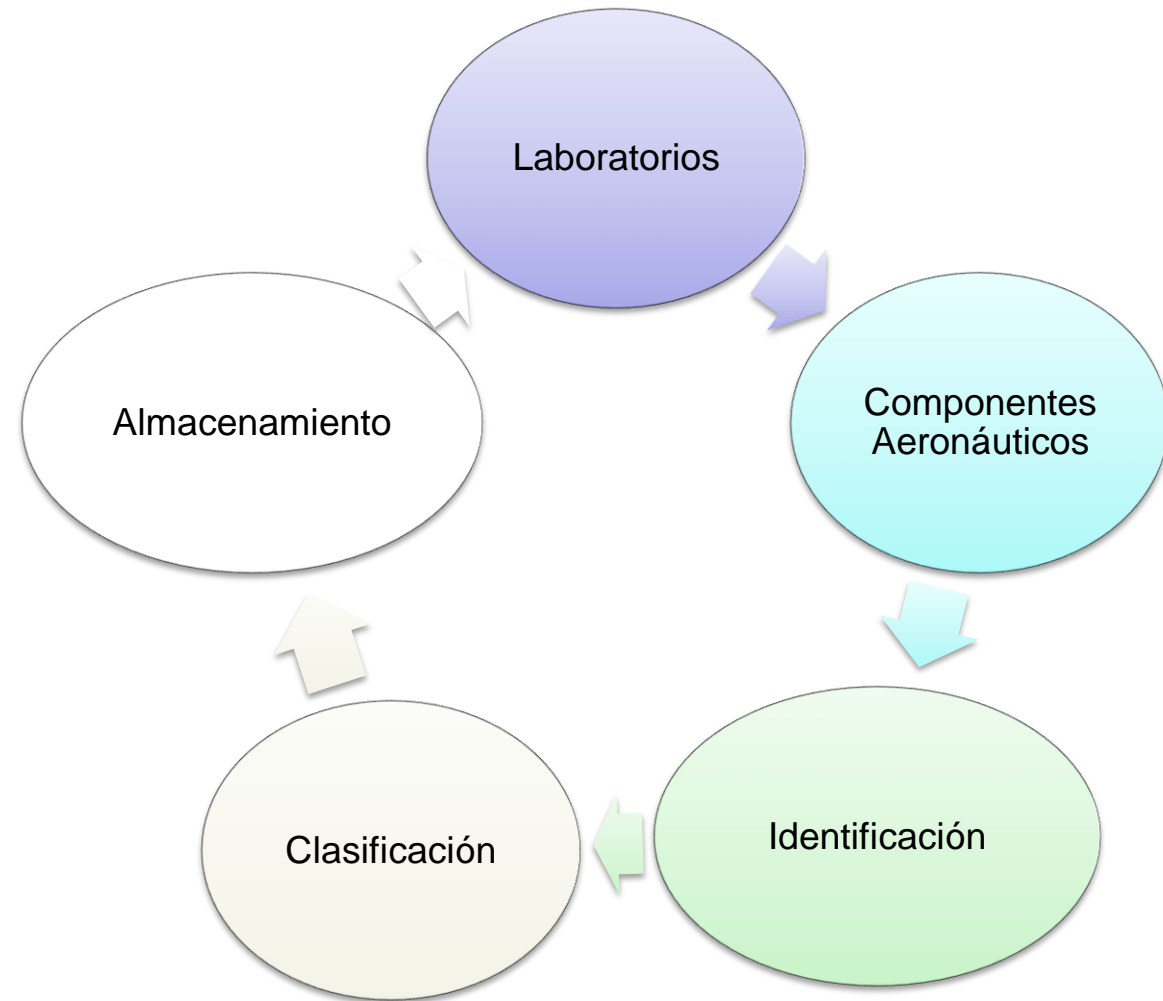 Laboratorios
Componentes
Aeronáuticos
Identificación
Clasificación
Almacenamiento